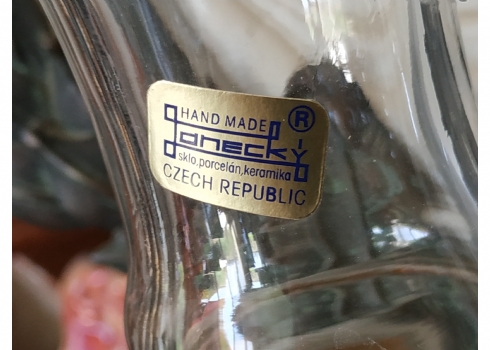 HAND MADE ®
Janecký
sklo,porcelán,keramika
CZECH REPUBLIC